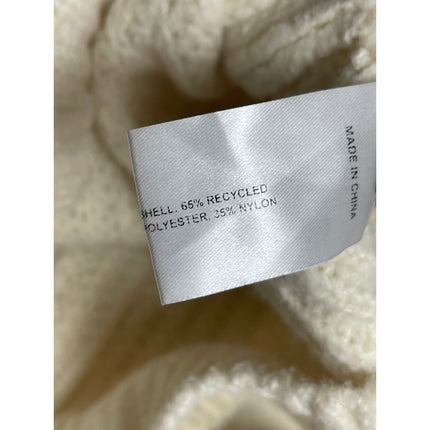 SHELL, 65% RECYCLED
POLYESTER, 35% NYLON
MADE IN CHINA